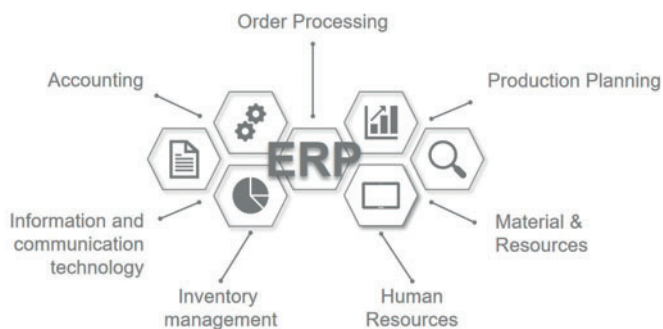 Order Processing
Accounting
Production Planning
ERP
Information and
communication
technology
Material &
Resources
Inventory
management
Human
Resources